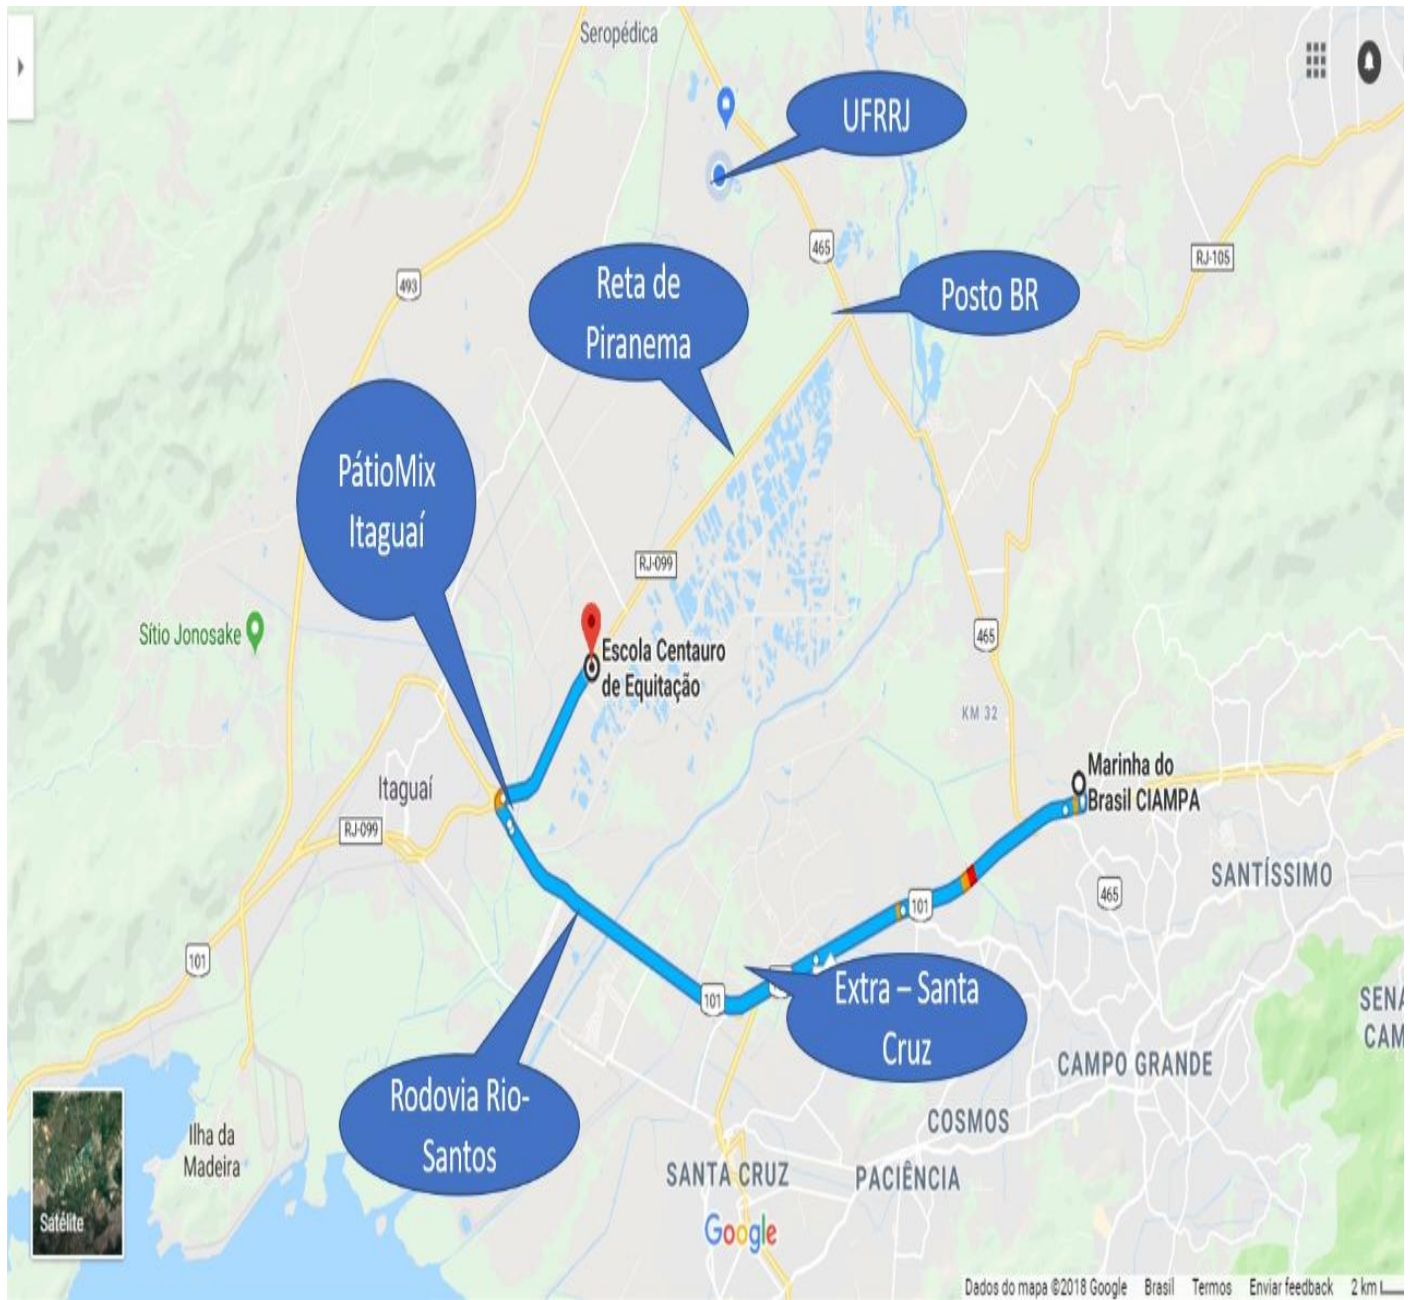 Seropédica
UFRRJ
465
RJ-105
493
Reta de
Piranema
Posto BR
PátioMix
Itaguaí
RJ-099
Sítio Jonosake
Escola Centauro
de Equitação
465
KM 32
Marinha do
Brasil CIAMPA
Itaguaí
RJ-099
SANTÍSSIMO
465
101
101
101
Extra – Santa
Cruz
SENA
CAM
CAMPO GRANDE
Rodovia Rio-
Santos
COSMOS
Ilha da
Madeira
SANTA CRUZ
PACIÊNCIA
Satélite
Google
Dados do mapa ©2018 Google Brasil Termos Enviar feedback 2 km